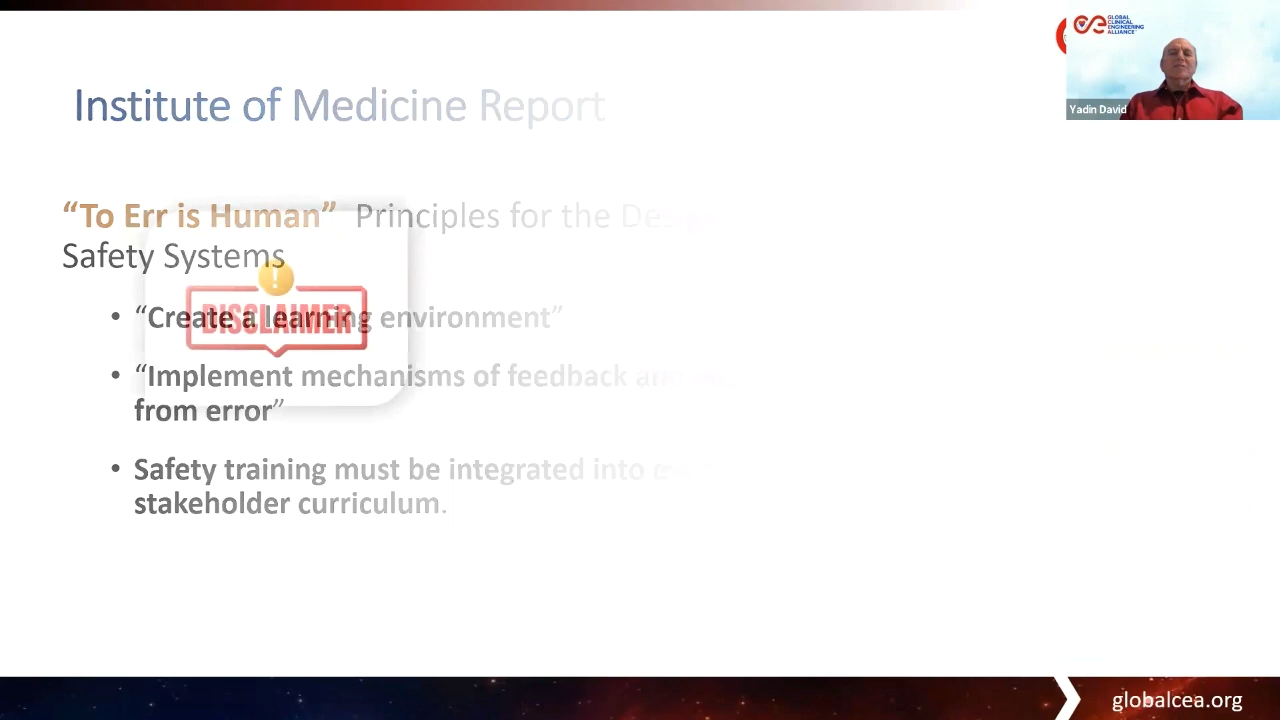 GLOBAL
CLINICAL
ENGINEERING
ALLIANCE
Yadin David
Institute of Medicine Report
“To Err is Human” Principles for the
Safety Systems
DISCLAIMER
• “Create a learning environment”
• “Implement mechanisms of feedback
from error”
• Safety training must be integrated into
stakeholder curriculum.
globalcea.org